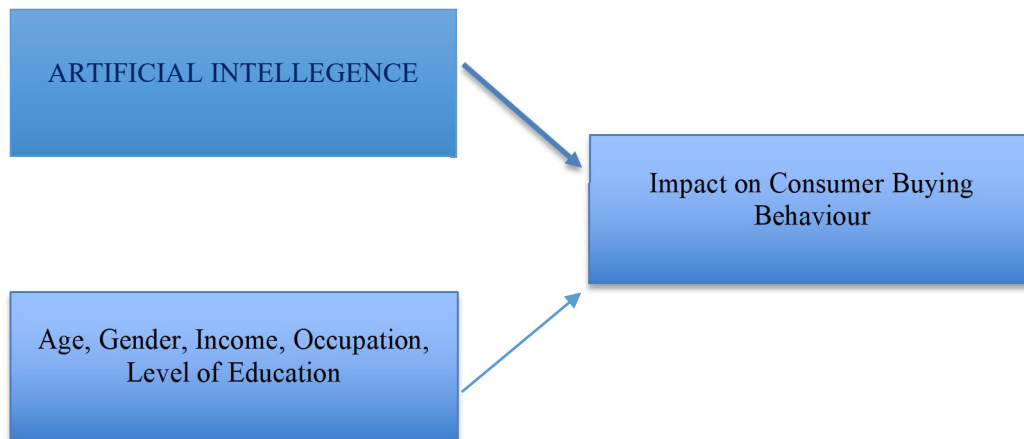 ARTIFICIAL INTELLEGENCE
Impact on Consumer Buying
Behaviour
Age, Gender, Income, Occupation,
Level of Education